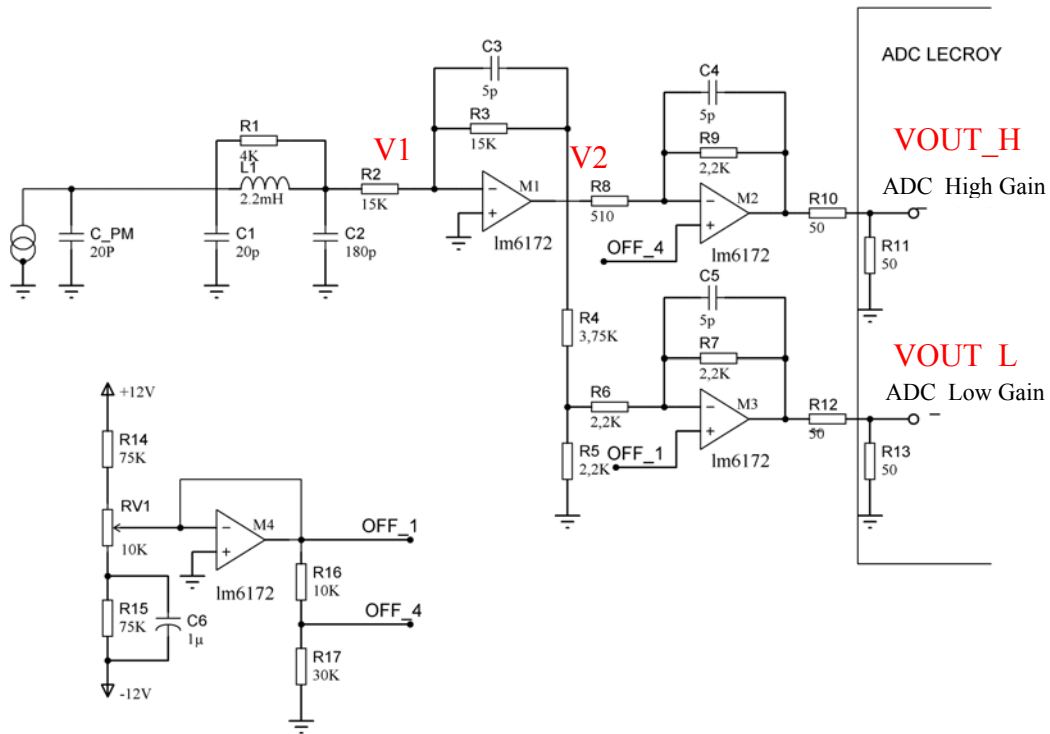 ADC LECROY
C3
5p
C4
5p
R1
4K
R3
15K
R9
2,2K
VOUT_H
V1
V2
L1
2.2mH
R2
15K
M1
R8
510
M2
R10
50
ADC High Gain
C_PM
20P
C1
20p
C2
180p
lm6172
lm6172
OFF_4
R11
50
C5
5p
R4
3,75K
R7
2,2K
VOUT L
ADC Low Gain
+12V
R6
2,2K
M3
R12
50
R14
75K
R5
2,2K
OFF_1
lm6172
R13
50
RV1
10K
M4
OFF_1
lm6172
R16
10K
R15
75K
C6
1µ
OFF_4
R17
30K
-12V